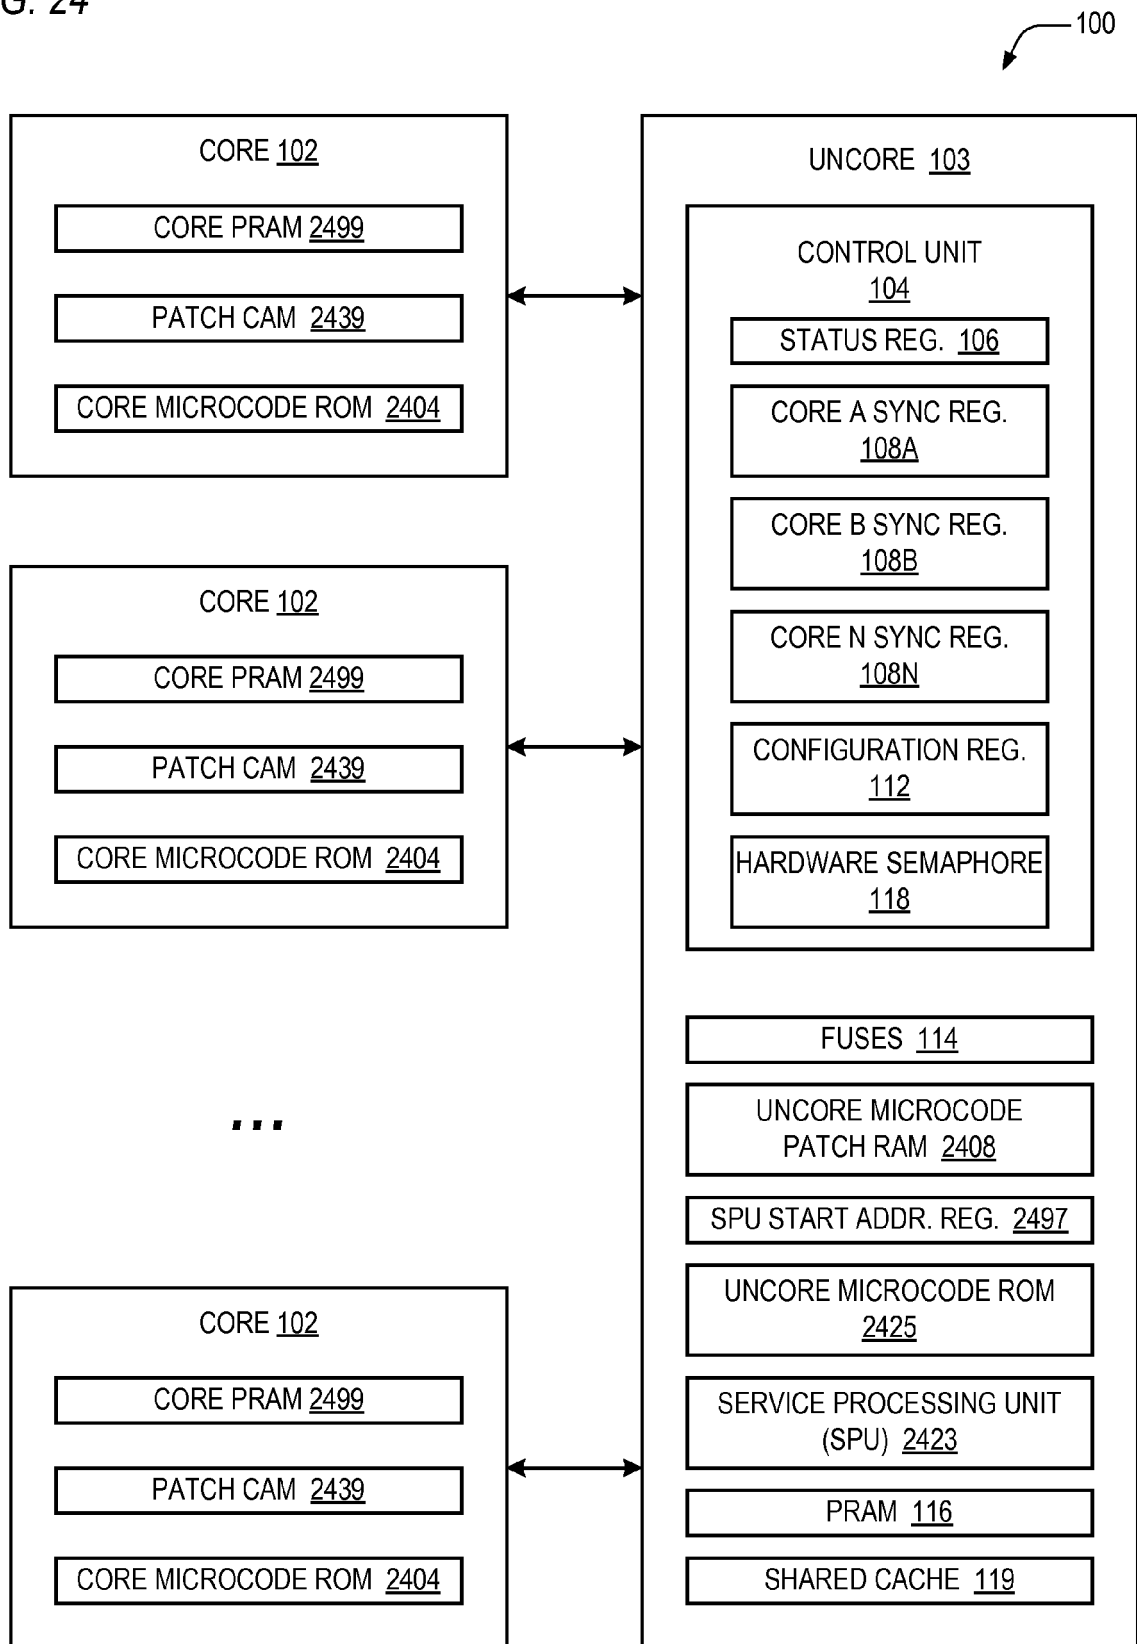 G. 24
100
CORE 102
CORE PRAM 2499
PATCH CAM 2439
CORE MICROCODE ROM 2404
CORE 102
CORE PRAM 2499
PATCH CAM 2439
CORE MICROCODE ROM 2404
...
CORE 102
CORE PRAM 2499
PATCH CAM 2439
CORE MICROCODE ROM 2404
UNCORE 103
CONTROL UNIT
104
STATUS REG. 106
CORE A SYNC REG.
108A
CORE B SYNC REG.
108B
CORE N SYNC REG.
108N
CONFIGURATION REG.
112
HARDWARE SEMAPHORE
118
FUSES 114
UNCORE MICROCODE
PATCH RAM 2408
SPU START ADDR. REG. 2497
UNCORE MICROCODE ROM
2425
SERVICE PROCESSING UNIT
(SPU) 2423
PRAM 116
SHARED CACHE 119